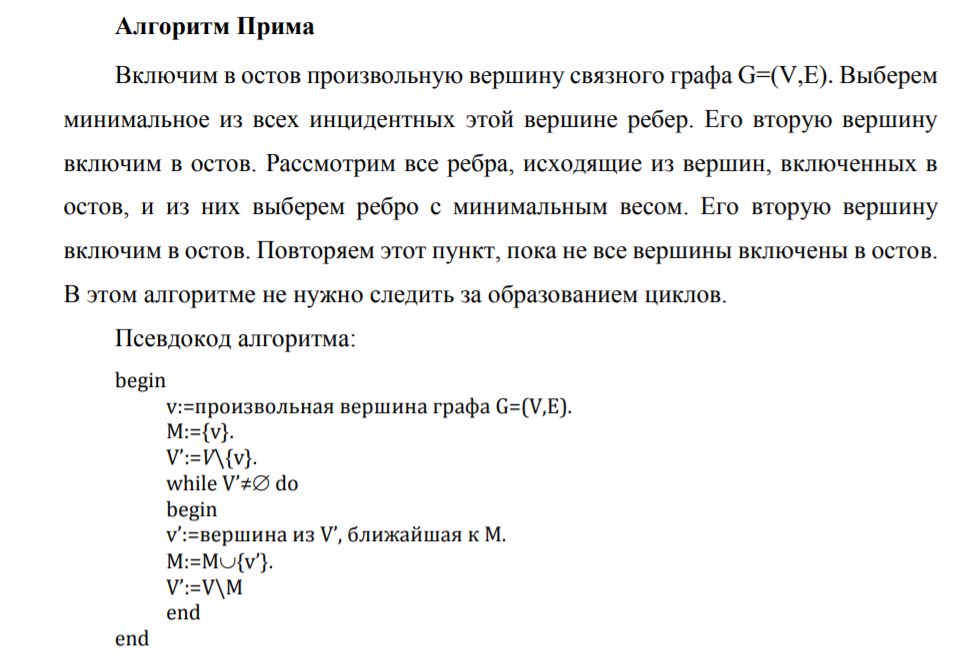 Алгоритм Прима
Включим в остов произвольную вершину связного графа G=(V,E). Выберем
минимальное из всех инцидентных этой вершине ребер. Его вторую вершину
включим в остов. Рассмотрим все ребра, исходящие из вершин, включенных в
остов, и из них выберем ребро с минимальным весом. Его вторую вершину
включим в остов. Повторяем этот пункт, пока не все вершины включены в остов.
В этом алгоритме не нужно следить за образованием циклов.
Псевдокод алгоритма:
begin
v:=произвольная вершина графа G=(V,E).
M:={v}.
V’:=V\{v}.
while V’≠∅ do
begin
v’:=вершина из V’, ближайшая к M.
M:=M∪{v’}.
V’:=V\M
end
end